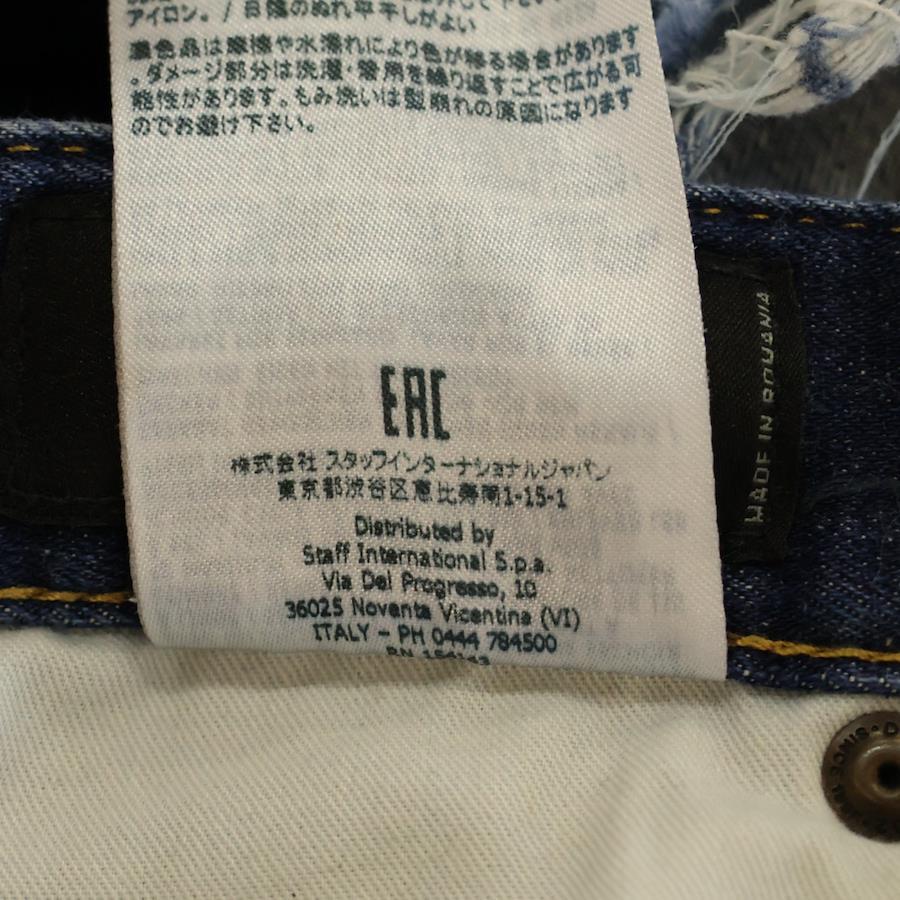 アイロン。/ 日陰のぬれ平干しがよい
濃色品は摩擦や水濡れにより色が移る場合があります
。ダメージ部分は洗濯・着用を繰り返すことで広がる可
能性があります。もみ洗いは型崩れの原因になります
のでお避け下さい。
EAC
株式会社 スタッフインターナショナルジャパン
東京都渋谷区恵比寿南1-15-1
Distributed by
Staff International S.p.a.
Via Del Progresso, 10
36025 Noventa Vicentina (VI)
ITALY - PH 0444 784500
RN 154143
MADE IN ROMANIA
SINCE